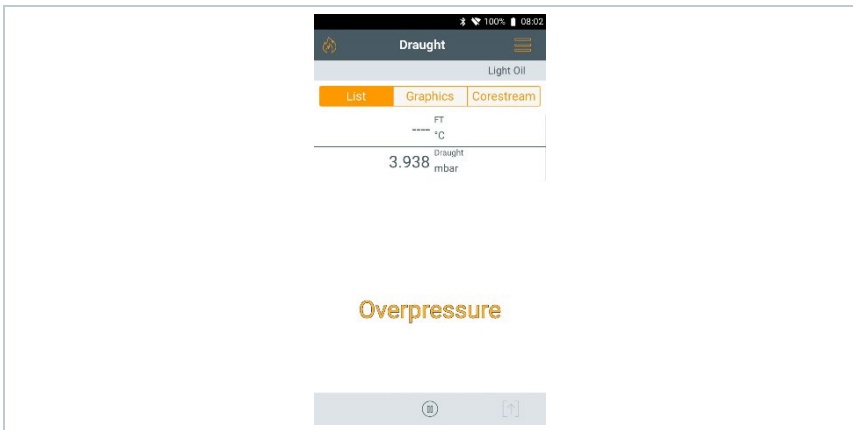 100% 08:02
Draught
Light Oil
List Graphics Corestream
---- FT °C
3.938 Draught mbar
Overpressure